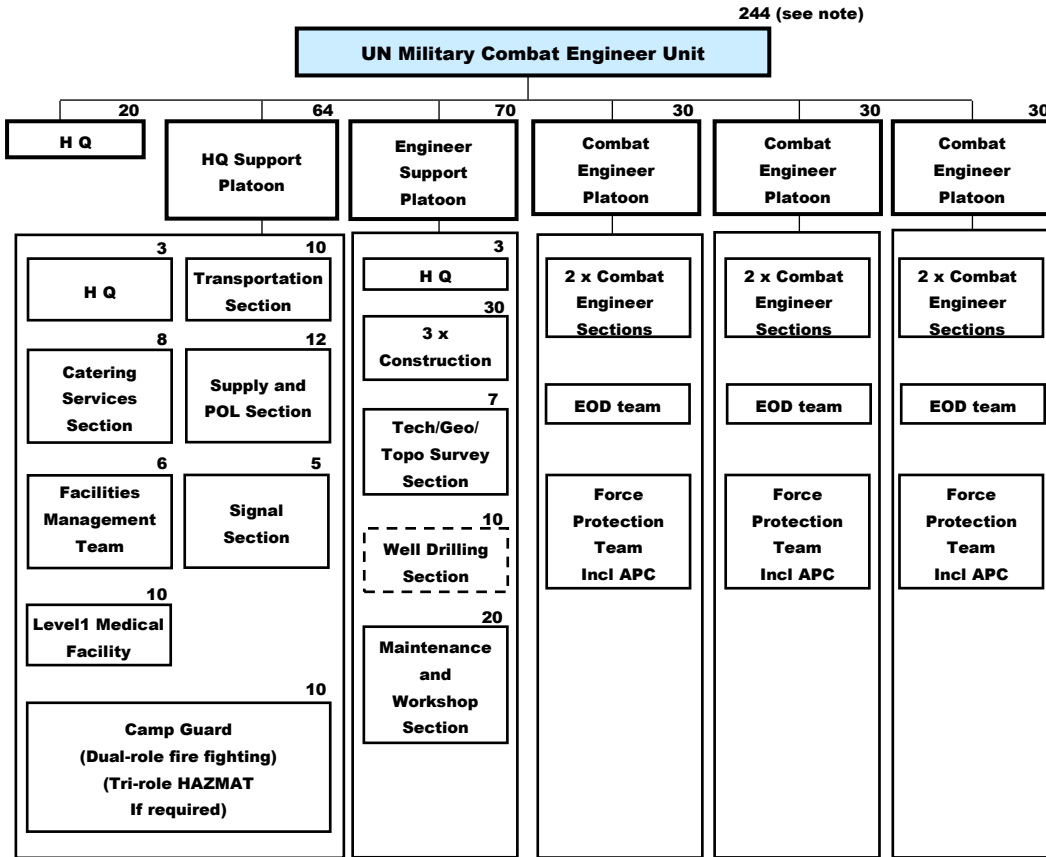 244 (see note)
UN Military Combat Engineer Unit
20
H Q
64
HQ Support
Platoon
70
Engineer
Support
Platoon
30
Combat
Engineer
Platoon
30
Combat
Engineer
Platoon
30
Combat
Engineer
Platoon
3
H Q
10
Transportation
Section
8
Catering
Services
Section
12
Supply and
POL Section
6
Facilities
Management
Team
5
Signal
Section
10
Level1 Medical
Facility
10
Camp Guard
(Dual-role fire fighting)
(Tri-role HAZMAT
If required)
3
H Q
30
3 x
Construction
7
Tech/Geo/
Topo Survey
Section
10
Well Drilling
Section
20
Maintenance
and
Workshop
Section
2 x Combat
Engineer
Sections
EOD team
Force
Protection
Team
Incl APC
2 x Combat
Engineer
Sections
EOD team
Force
Protection
Team
Incl APC
2 x Combat
Engineer
Sections
EOD team
Force
Protection
Team
Incl APC